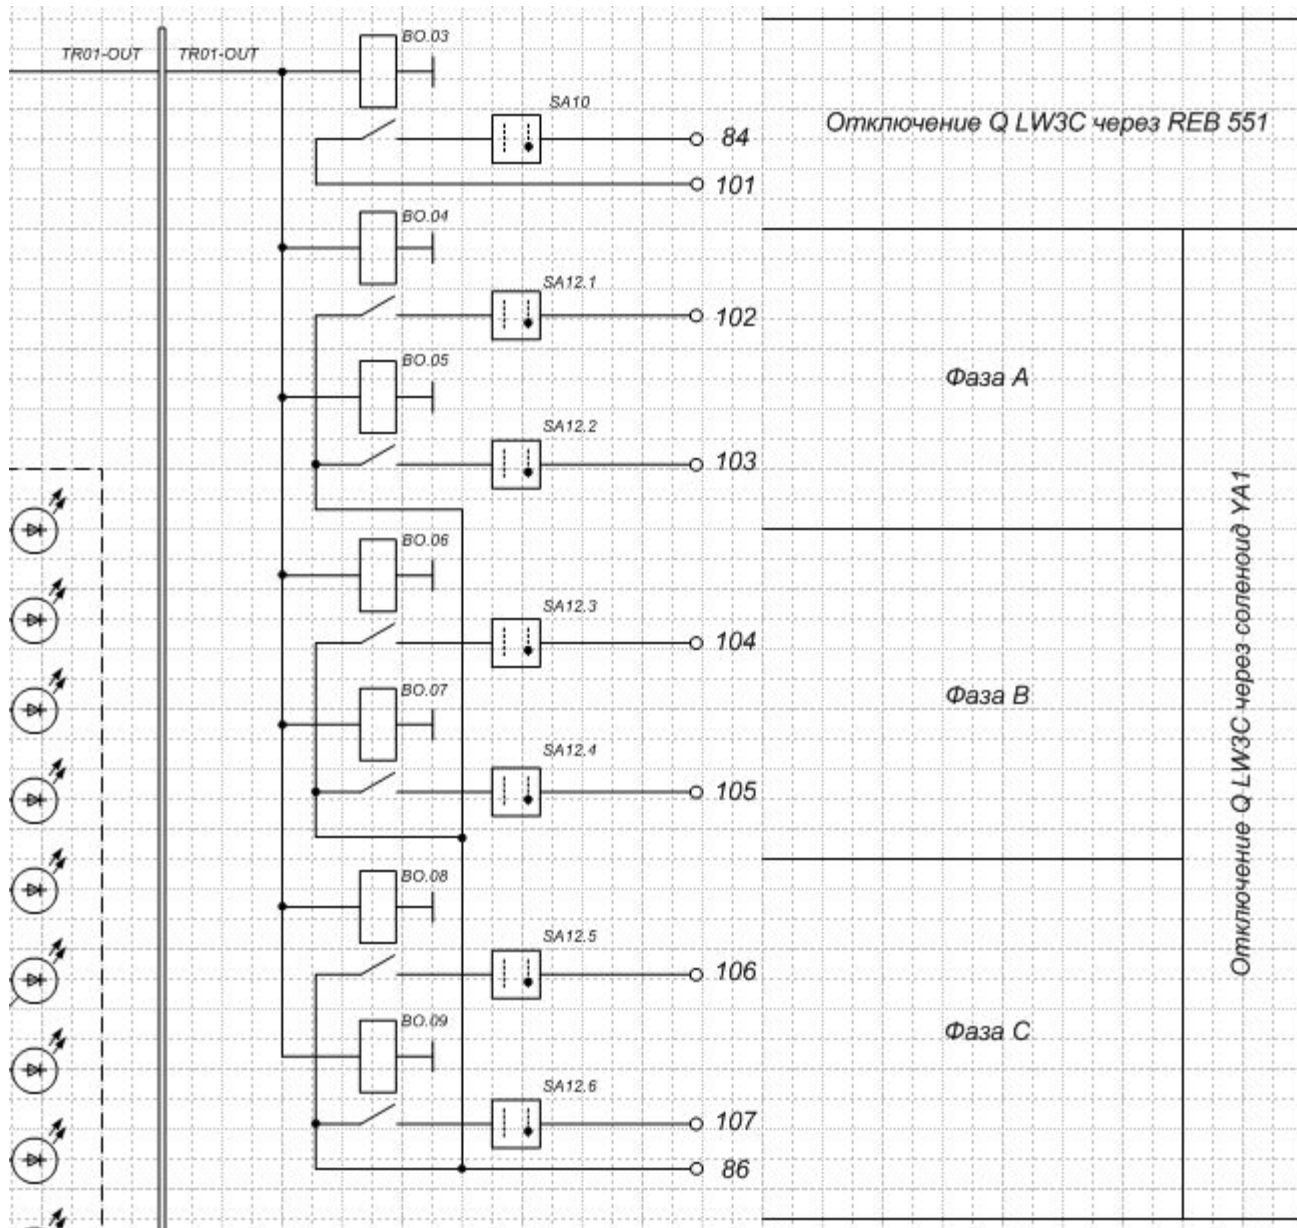 TR01-OUT TR01-OUT
BO.03
SA10
84
Отключение Q LW3C через REB 551
101
BO.04
SA12.1
102
BO.05
Фаза А
SA12.2
103
BO.06
SA12.3
104
BO.07
Фаза В
SA12.4
105
BO.08
SA12.5
106
BO.09
Фаза С
SA12.6
107
86
Отключение Q LW3C через соленоид YA1